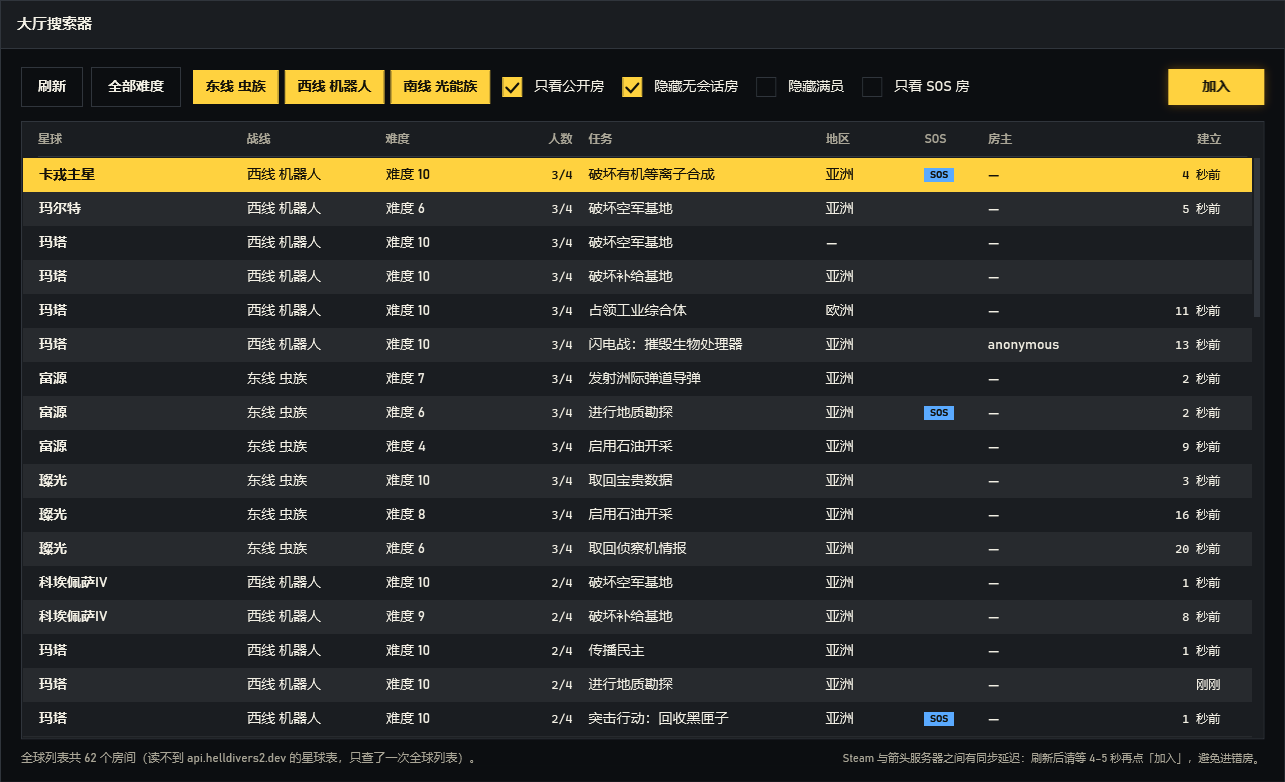 大厅搜索器
刷新 全部难度 东线 虫族 西线 机器人 南线 光能族 只看公开房 隐藏无会话房 隐藏满员 只看 SOS 房 加入
星球 战线 难度 人数 任务 地区 SOS 房主 建立
卡戎主星 西线 机器人 难度 10 3/4 破坏有机等离子合成 亚洲 SOS — 4 秒前
玛尔特 西线 机器人 难度 6 3/4 破坏空军基地 亚洲 — 5 秒前
玛塔 西线 机器人 难度 10 3/4 破坏空军基地 — —
玛塔 西线 机器人 难度 10 3/4 破坏补给基地 亚洲 —
玛塔 西线 机器人 难度 10 3/4 占领工业综合体 欧洲 — 11 秒前
玛塔 西线 机器人 难度 10 3/4 闪电战：摧毁生物处理器 亚洲 anonymous 13 秒前
富源 东线 虫族 难度 7 3/4 发射洲际弹道导弹 亚洲 — 2 秒前
富源 东线 虫族 难度 6 3/4 进行地质勘探 亚洲 SOS — 2 秒前
富源 东线 虫族 难度 4 3/4 启用石油开采 亚洲 — 9 秒前
璨光 东线 虫族 难度 10 3/4 取回宝贵数据 亚洲 — 3 秒前
璨光 东线 虫族 难度 8 3/4 启用石油开采 亚洲 — 16 秒前
璨光 东线 虫族 难度 6 3/4 取回侦察机情报 亚洲 — 20 秒前
科埃佩萨IV 西线 机器人 难度 10 2/4 破坏空军基地 亚洲 — 1 秒前
科埃佩萨IV 西线 机器人 难度 9 2/4 破坏补给基地 亚洲 — 8 秒前
玛塔 西线 机器人 难度 10 2/4 传播民主 亚洲 — 1 秒前
玛塔 西线 机器人 难度 10 2/4 进行地质勘探 亚洲 — 刚刚
玛塔 西线 机器人 难度 10 2/4 突击行动：回收黑匣子 亚洲 SOS — 1 秒前
全球列表共 62 个房间（读不到 api.helldivers2.dev 的星球表，只查了一次全球列表）。 Steam 与箭头服务器之间有同步延迟：刷新后请等 4–5 秒再点「加入」，避免进错房。